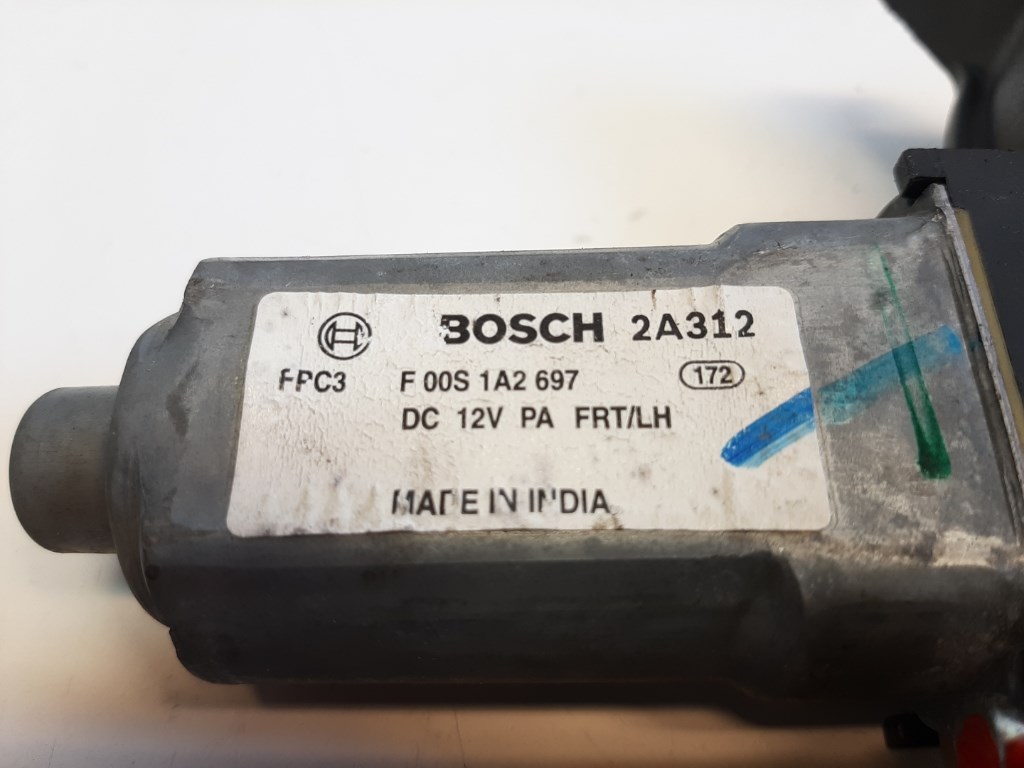 BOSCH 2A312
FPC3 F 00S 1A2 697 172
DC 12V PA FRT/LH
MADE IN INDIA